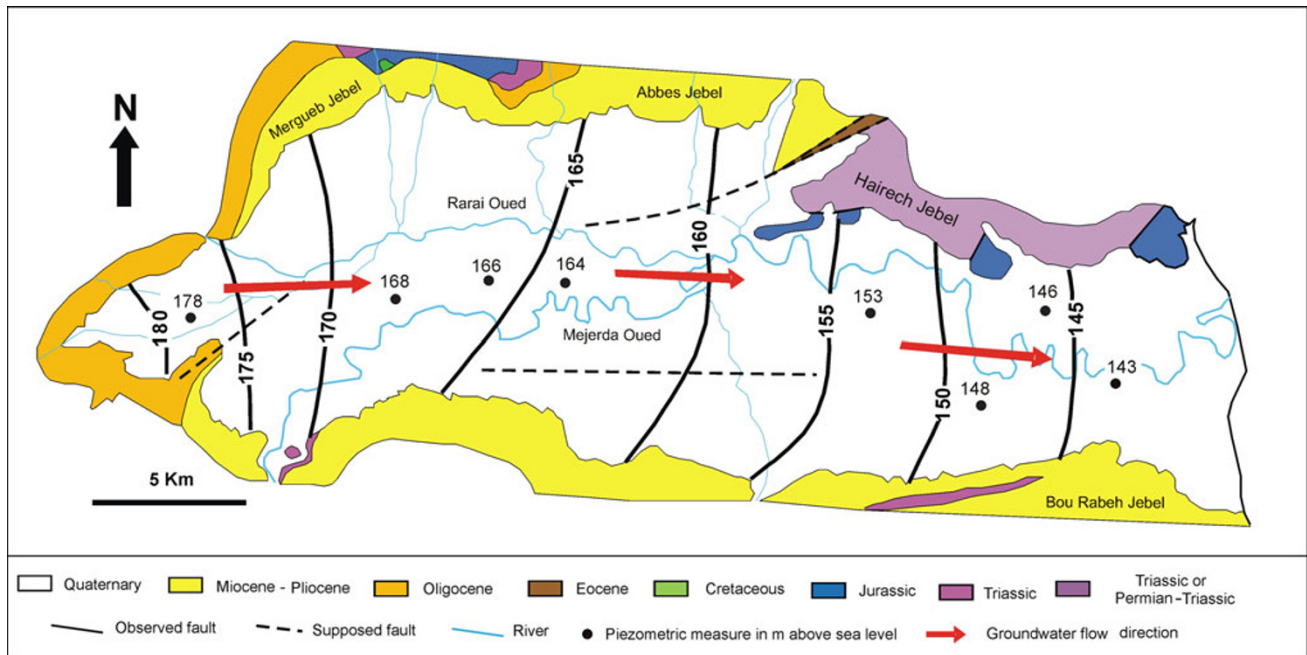 N
Mergueb Jebel
Abbes Jebel
Hairech Jebel
Rarai Oued
Mejerda Oued
Bou Rabeh Jebel
180
178
175
170
168
166
165
164
160
155
153
150
148
146
145
143
5 Km
Quaternary
Miocene - Pliocene
Oligocene
Eocene
Cretaceous
Jurassic
Triassic
Triassic or
Permian-Triassic
Observed fault
Supposed fault
River
Piezometric measure in m above sea level
Groundwater flow direction